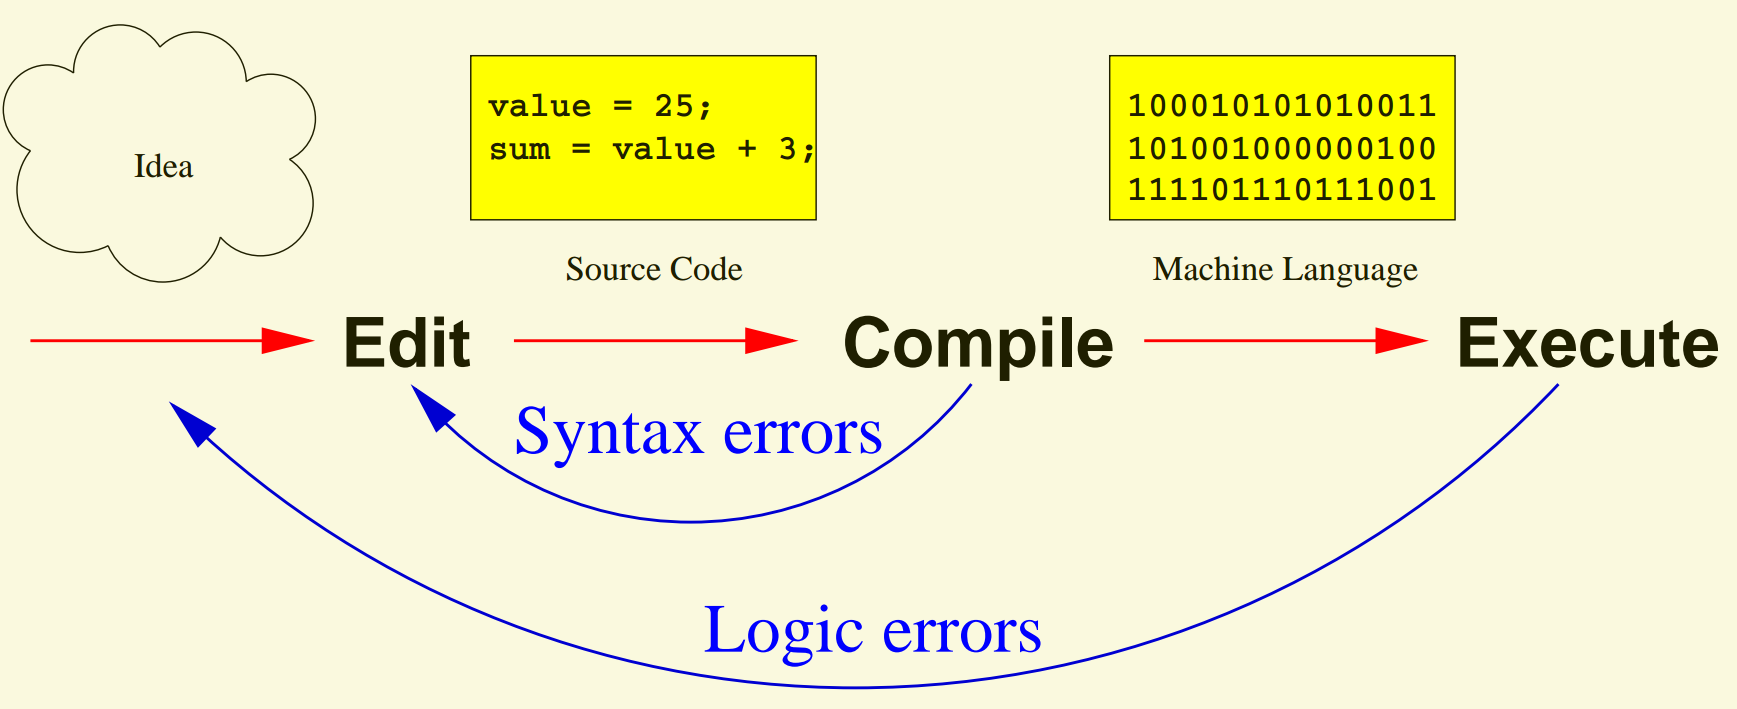 Idea
value = 25;
sum = value + 3;
Source Code
100010101010011
101001000000100
111101110111001
Machine Language
Edit
Compile
Execute
Syntax errors
Logic errors